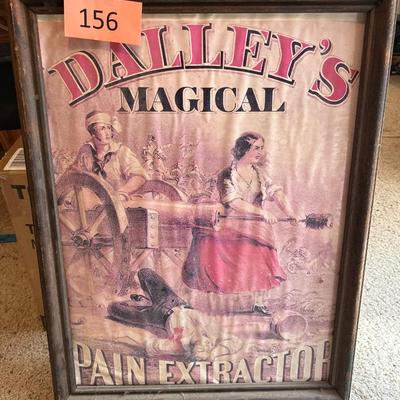 156
DALLEY'S
MAGICAL
PAIN EXTRACTOR